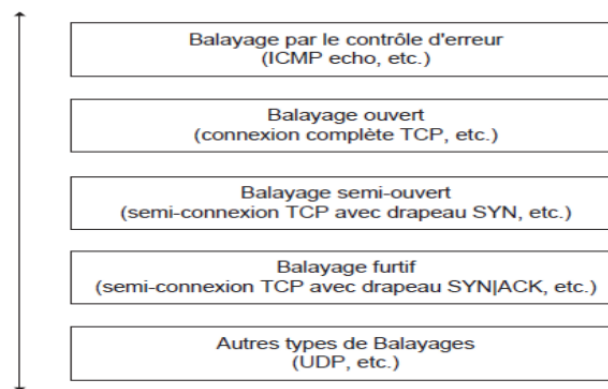 Balayage par le contrôle d'erreur
(ICMP echo, etc.)
Balayage ouvert
(connexion complète TCP, etc.)
Balayage semi-ouvert
(semi-connexion TCP avec drapeau SYN, etc.)
Balayage furtif
(semi-connexion TCP avec drapeau SYN|ACK, etc.)
Autres types de Balayages
(UDP, etc.)